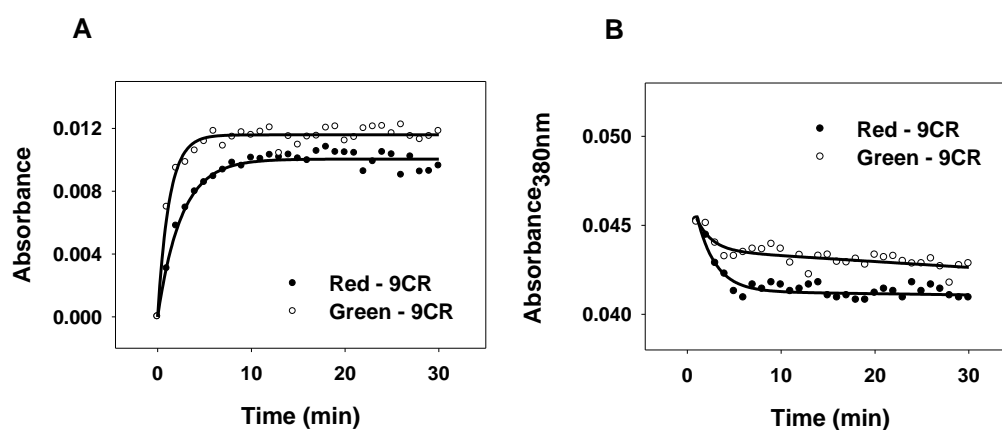 A
Absorbance
0.012
0.008
0.004
0.000
Red - 9CR
Green - 9CR
0 10 20 30
Time (min)
B
Absorbance380nm
0.050
0.045
0.040
Red - 9CR
Green - 9CR
0 10 20 30
Time (min)